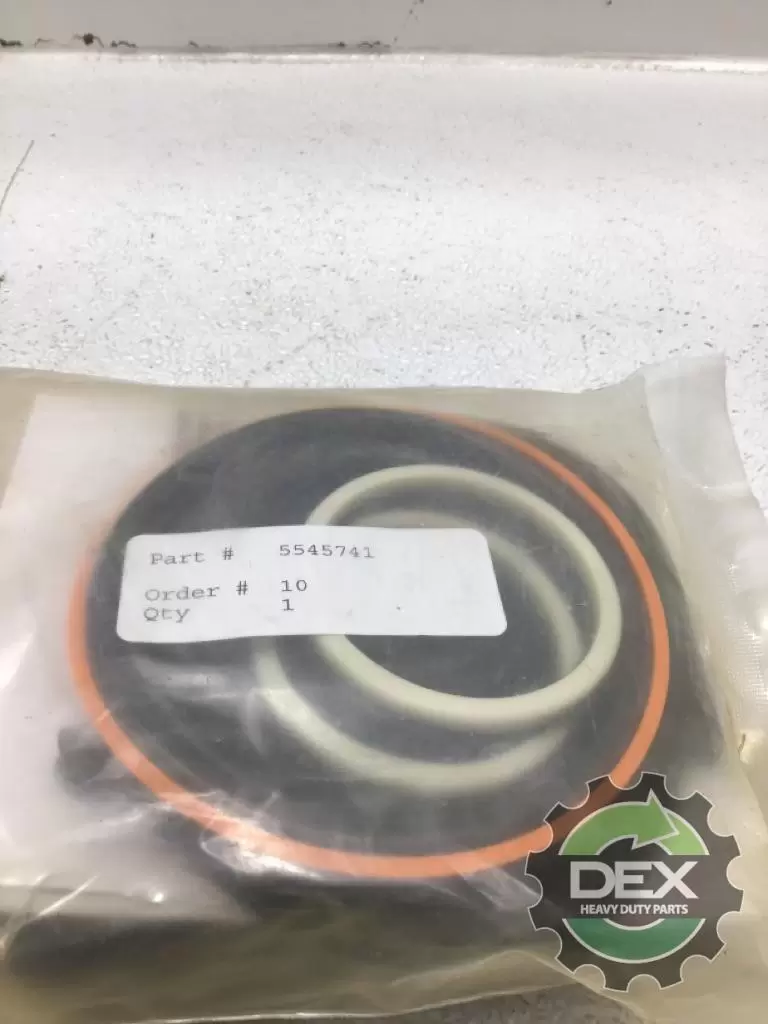 Part # 5545741
Order # 10
Qty 1
DEX
HEAVY DUTY PARTS